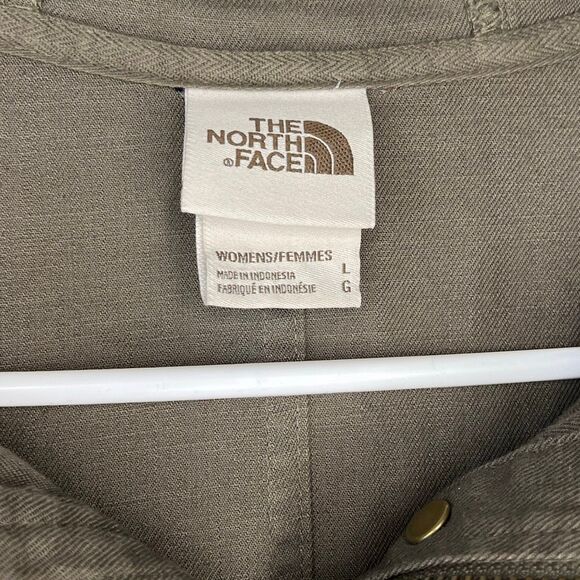 THE
NORTH
®FACE
WOMENS/FEMMES
MADE IN INDONESIA L
FABRIQUÉ EN INDONÉSIE G